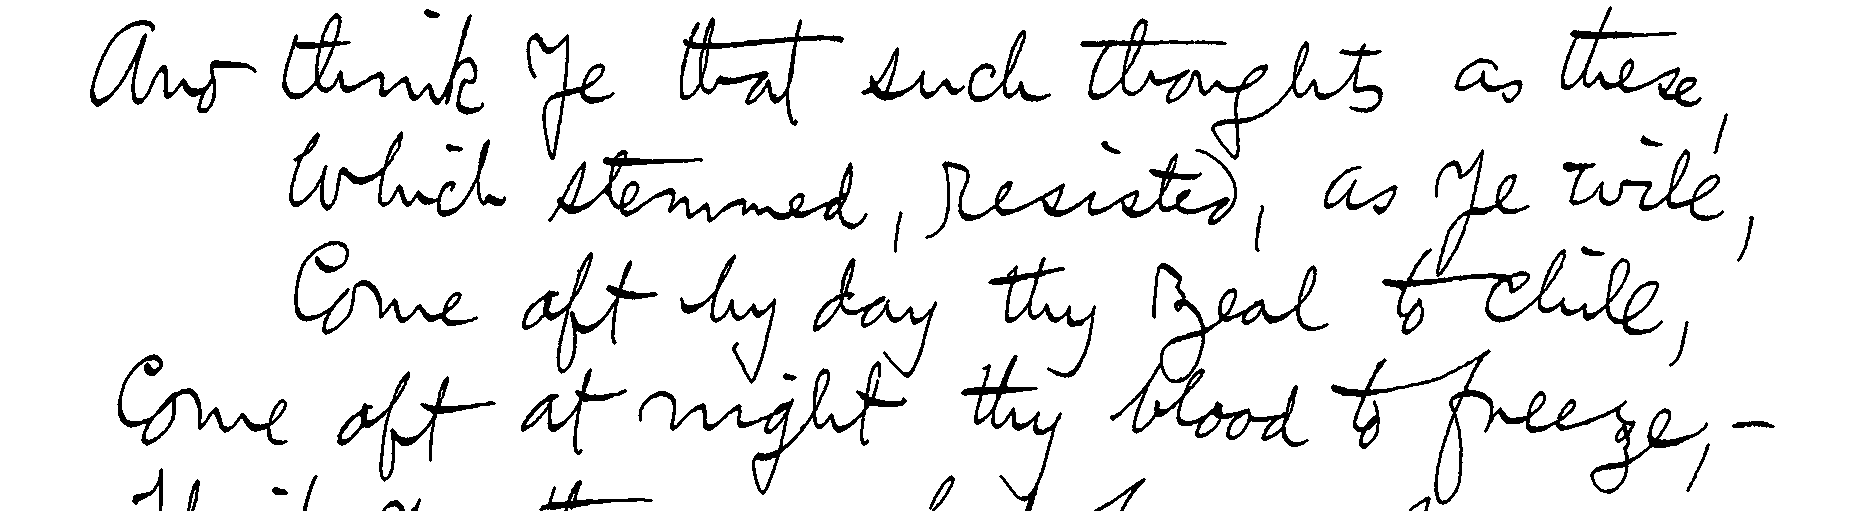 And think Ye that such thoughts as these,
Which stemmed, resisted, as Ye will,
Come oft by day thy zeal to chill,
Come oft at night thy blood to freeze,—